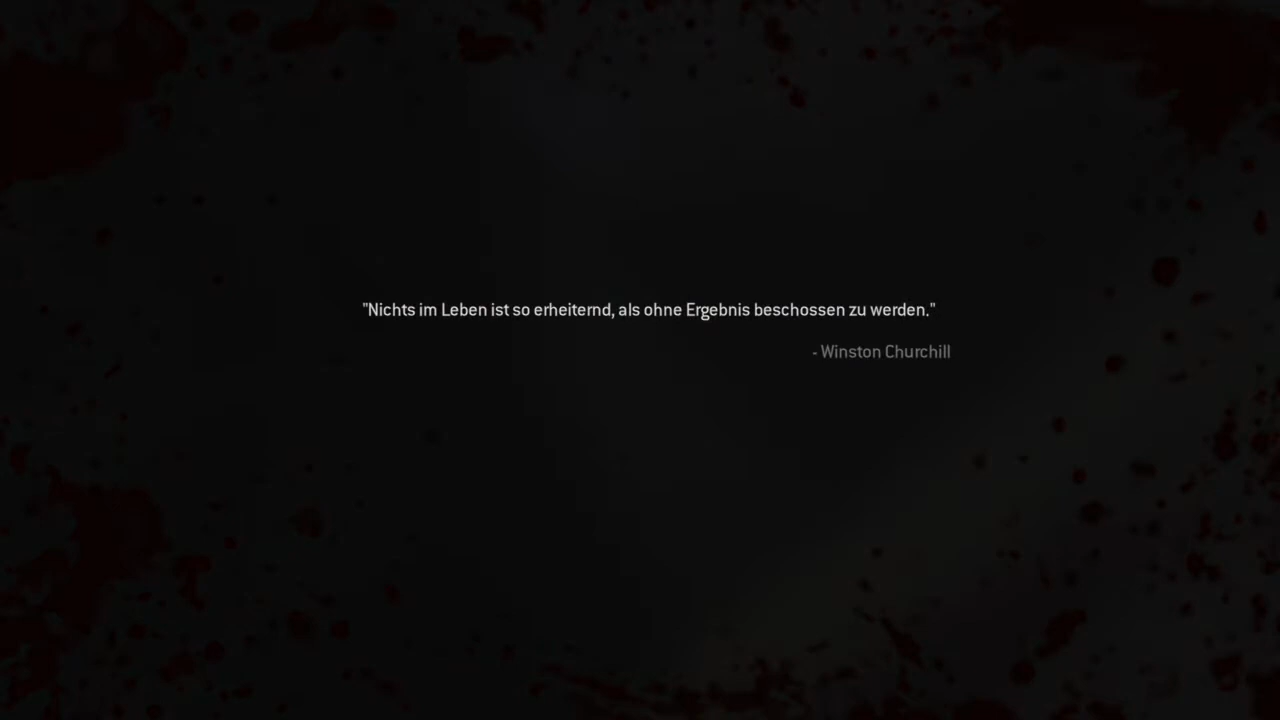 "Nichts im Leben ist so erheiternd, als ohne Ergebnis beschossen zu werden."
- Winston Churchill